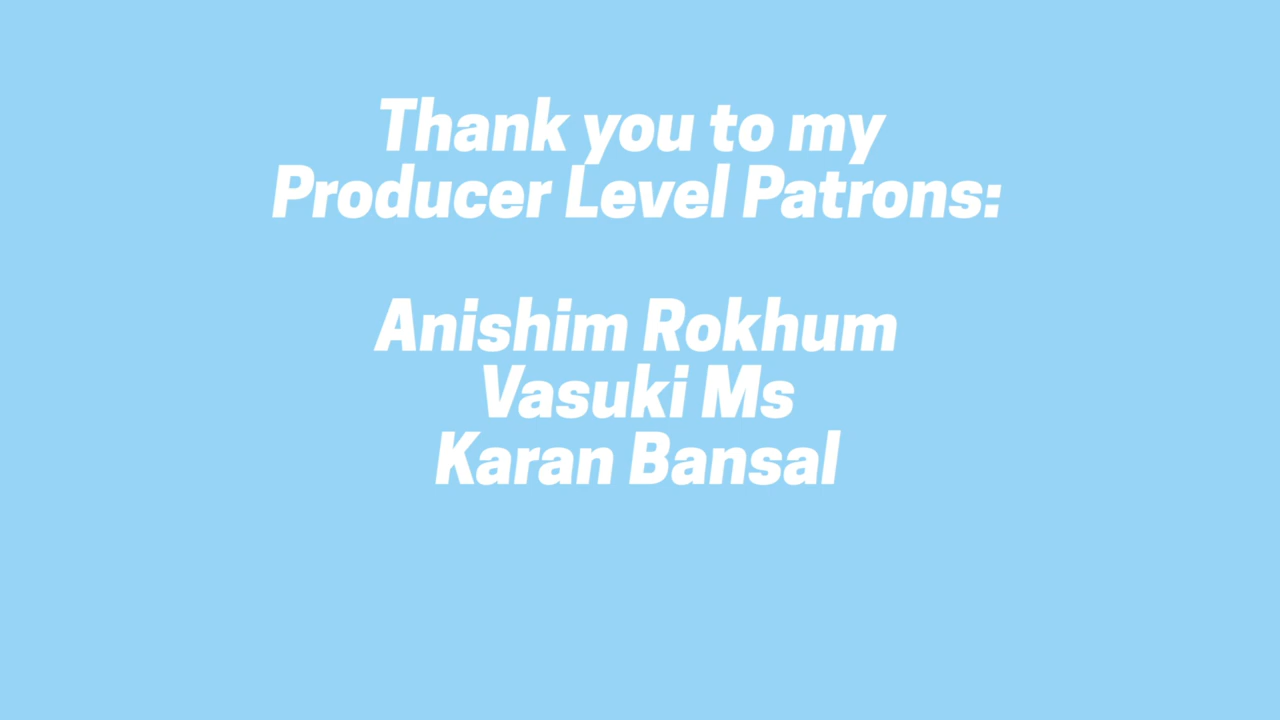 Thank you to my
Producer Level Patrons:
Anishim Rokhum
Vasuki Ms
Karan Bansal